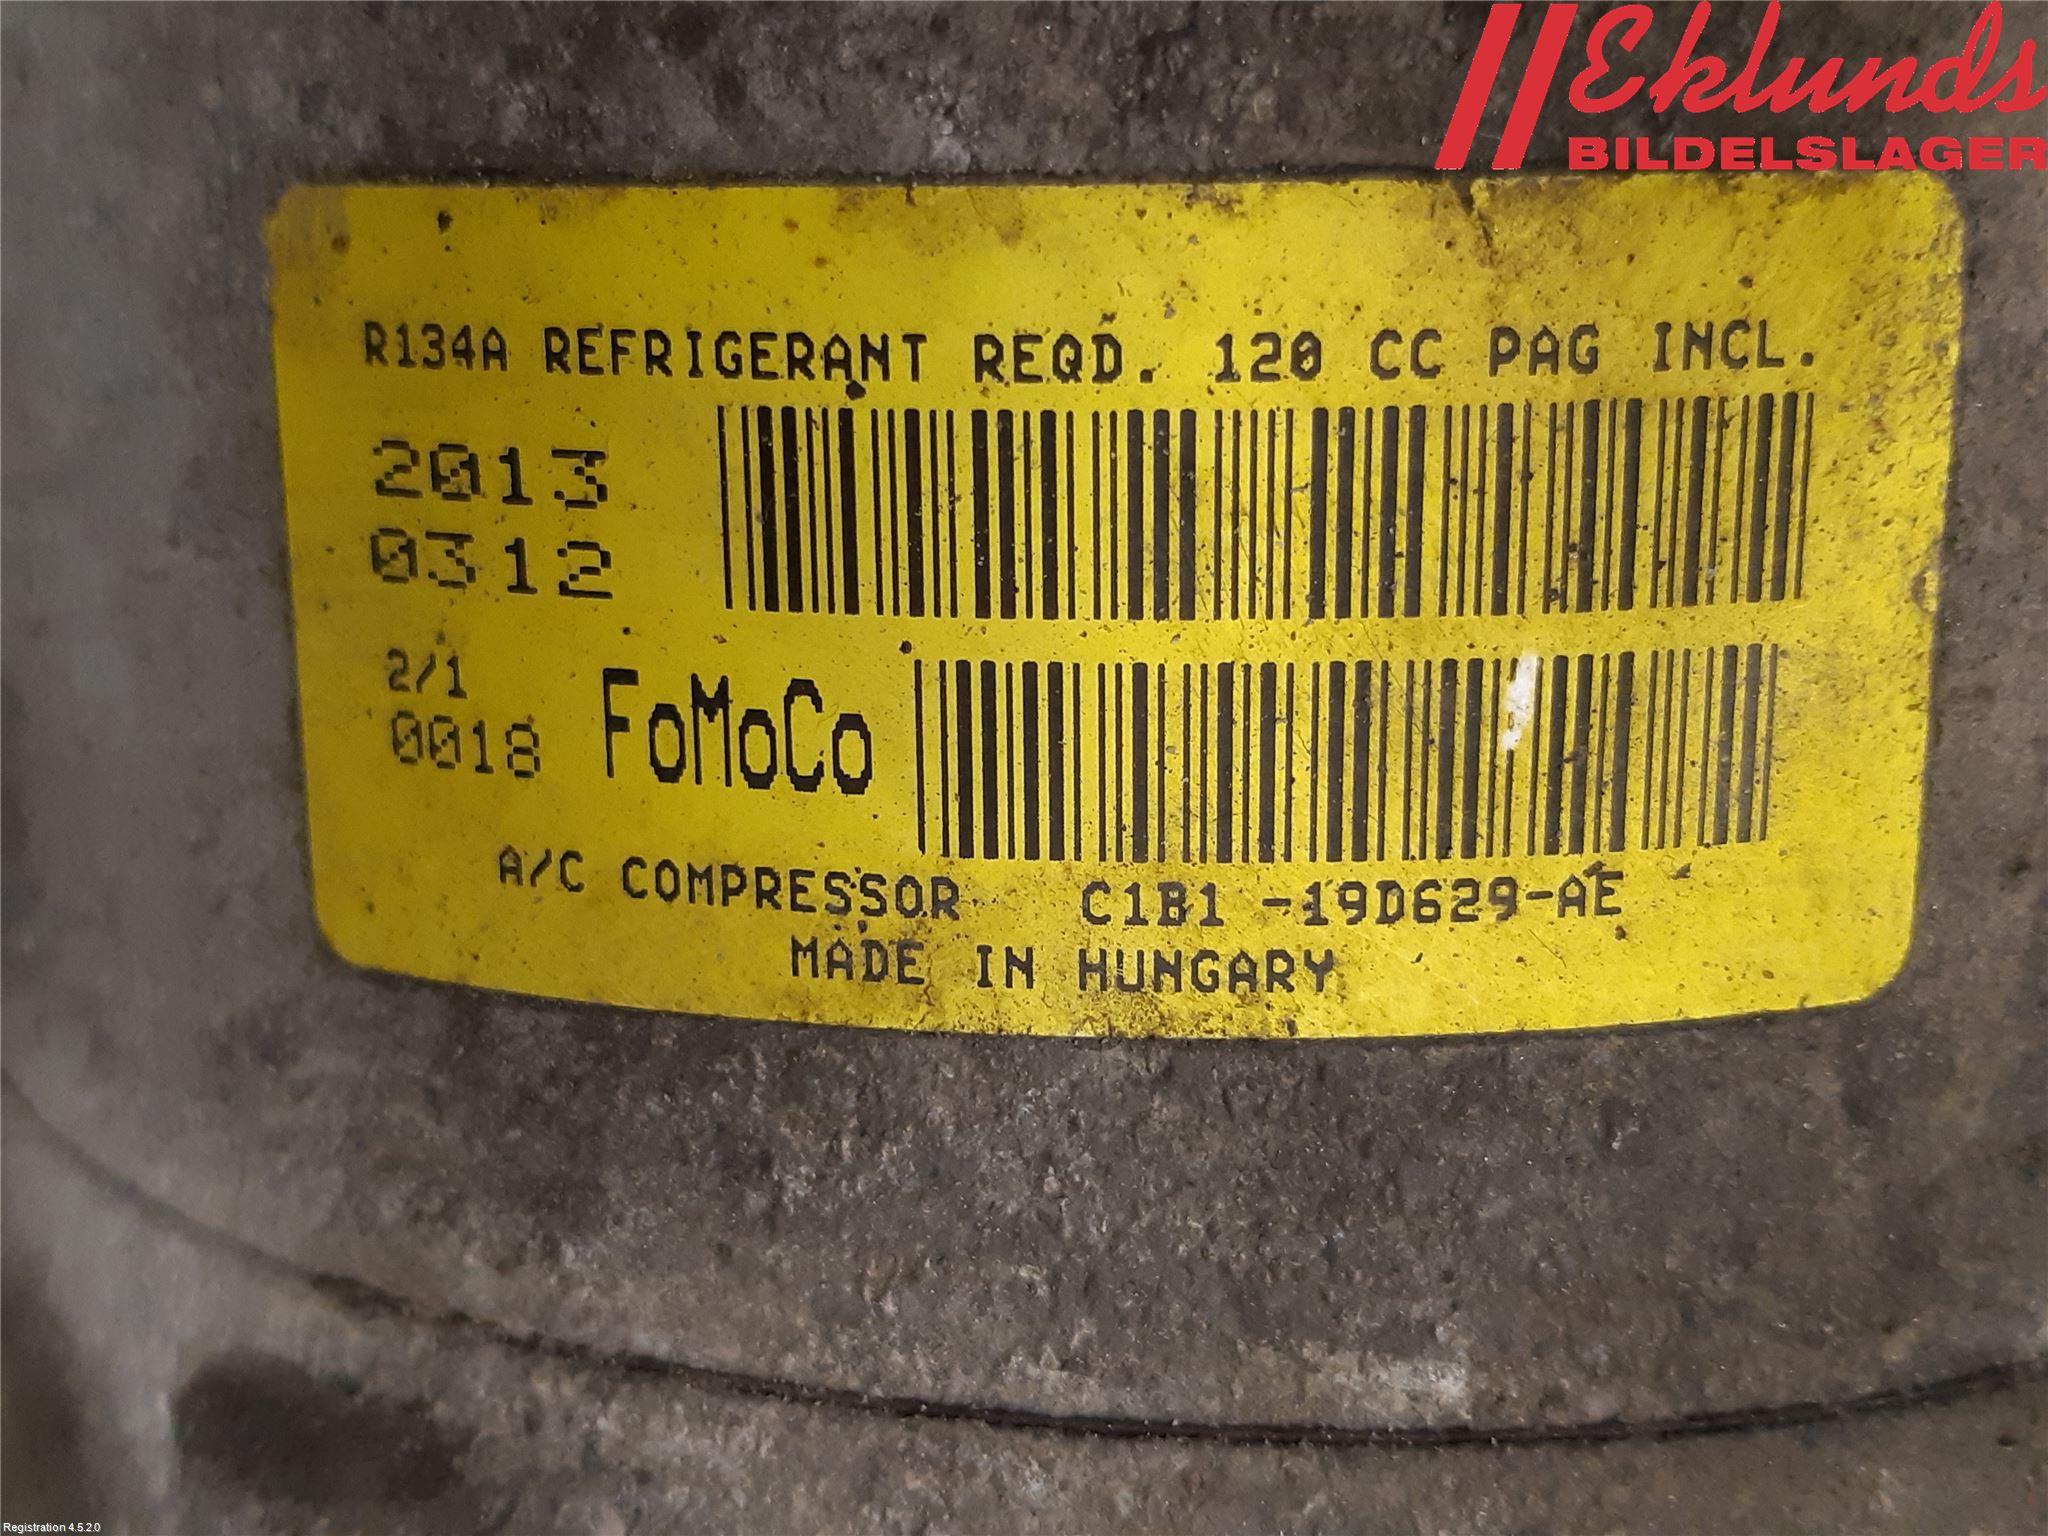 Eklunds
BILDELSLAGER
R134A REFRIGERANT REQD. 120 CC PAG INCL.
2013
0312
2/1
0018 FoMoCo
A/C COMPRESSOR C1B1 -19D629-AE
MADE IN HUNGARY
Registration 4.5.2.0